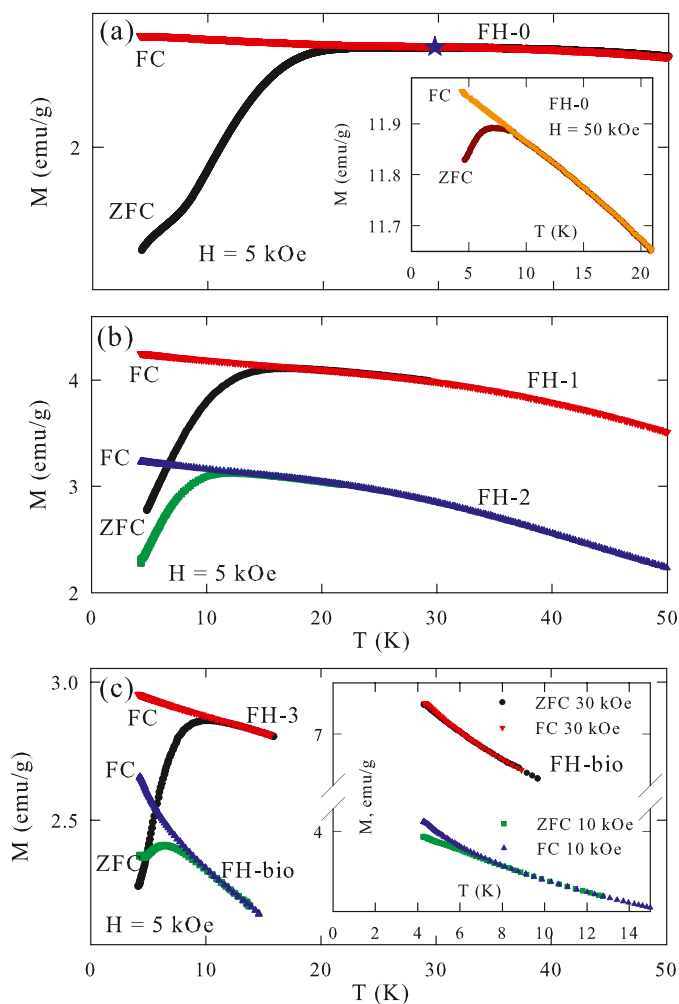 (a)
FH-0
FC
ZFC
H = 5 kOe
2
M (emu/g)
FC
FH-0
H = 50 kOe
ZFC
11.9
11.8
11.7
M (emu/g)
T (K)
0 5 10 15 20
(b)
FC
FH-1
FC
FH-2
ZFC
H = 5 kOe
4
3
2
M (emu/g)
0 10 20 30 40 50
T (K)
(c)
3.0
2.5
M (emu/g)
FC
FH-3
FC
ZFC
FH-bio
H = 5 kOe
ZFC 30 kOe
FC 30 kOe
FH-bio
7
4
M, emu/g
ZFC 10 kOe
FC 10 kOe
T (K)
0 2 4 6 8 10 12 14
0 10 20 30 40 50
T (K)